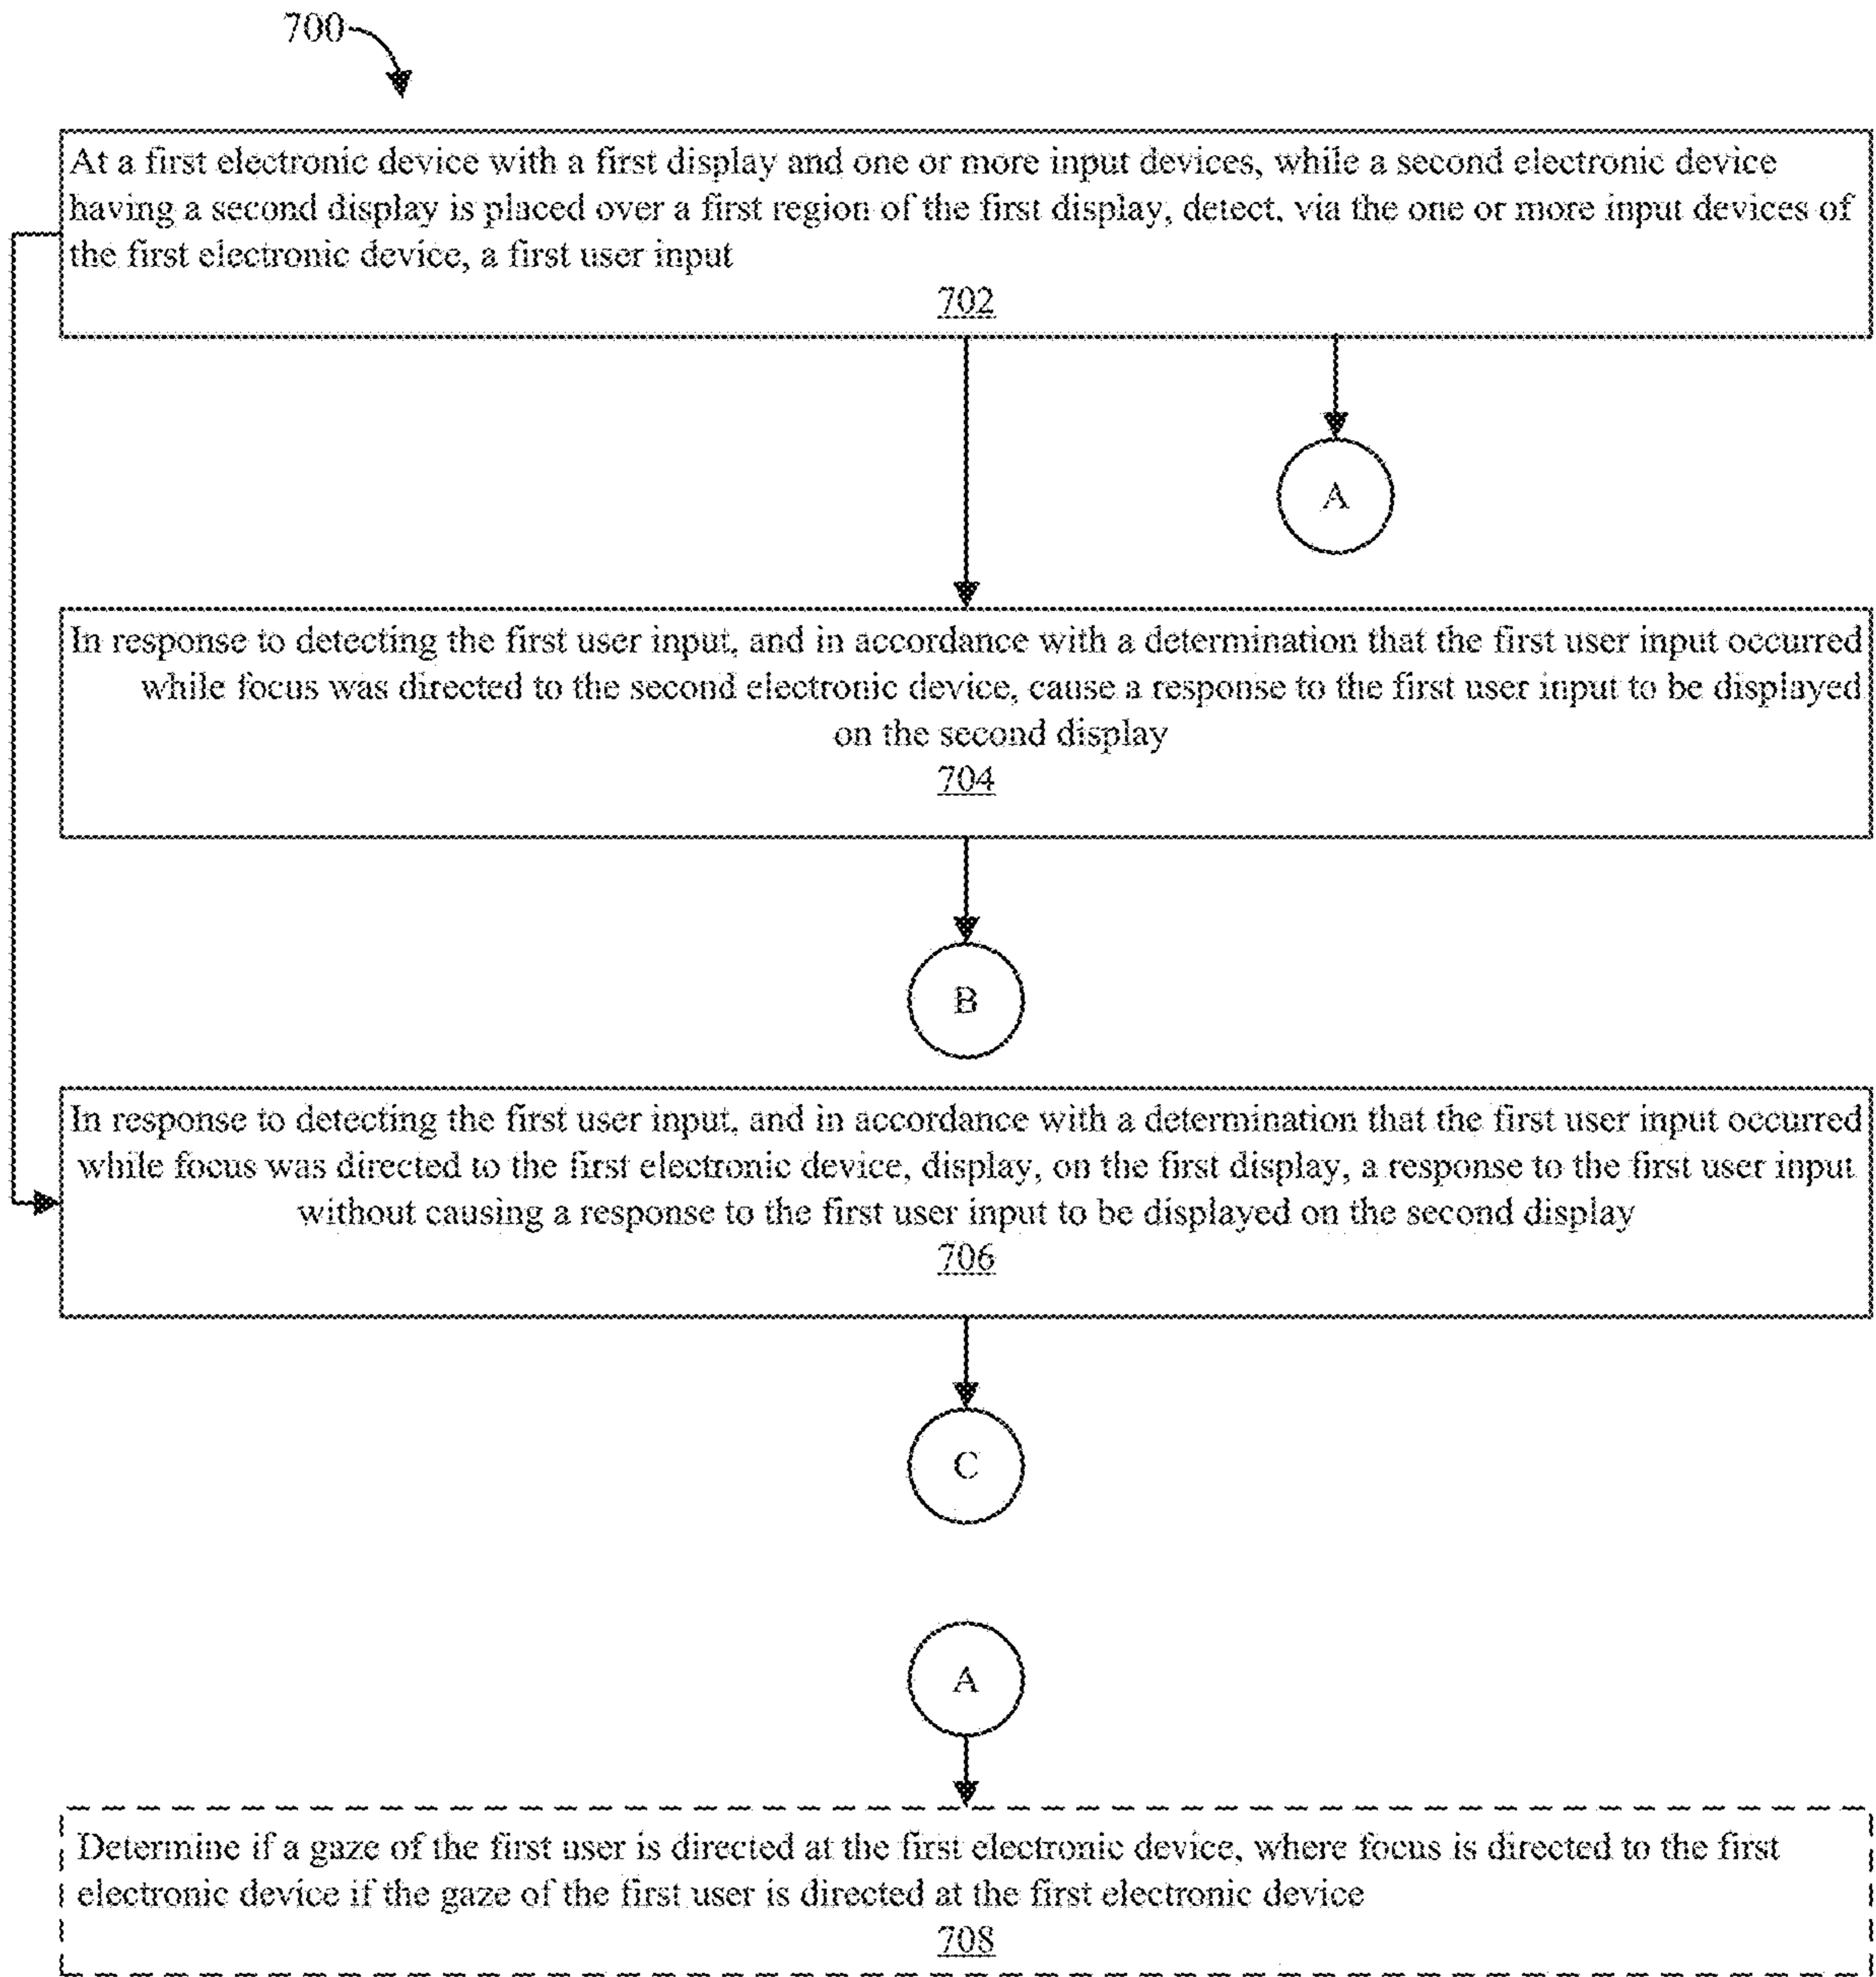 700
At a first electronic device with a first display and one or more input devices, while a second electronic device
having a second display is placed over a first region of the first display, detect, via the one or more input devices of
the first electronic device, a first user input
702
A
In response to detecting the first user input, and in accordance with a determination that the first user input occurred
while focus was directed to the second electronic device, cause a response to the first user input to be displayed
on the second display
704
B
In response to detecting the first user input, and in accordance with a determination that the first user input occurred
while focus was directed to the first electronic device, display, on the first display, a response to the first user input
without causing a response to the first user input to be displayed on the second display
706
C
A
Determine if a gaze of the first user is directed at the first electronic device, where focus is directed to the first
electronic device if the gaze of the first user is directed at the first electronic device
708